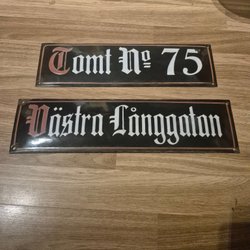 Tomt Nº 75
Västra Långgatan